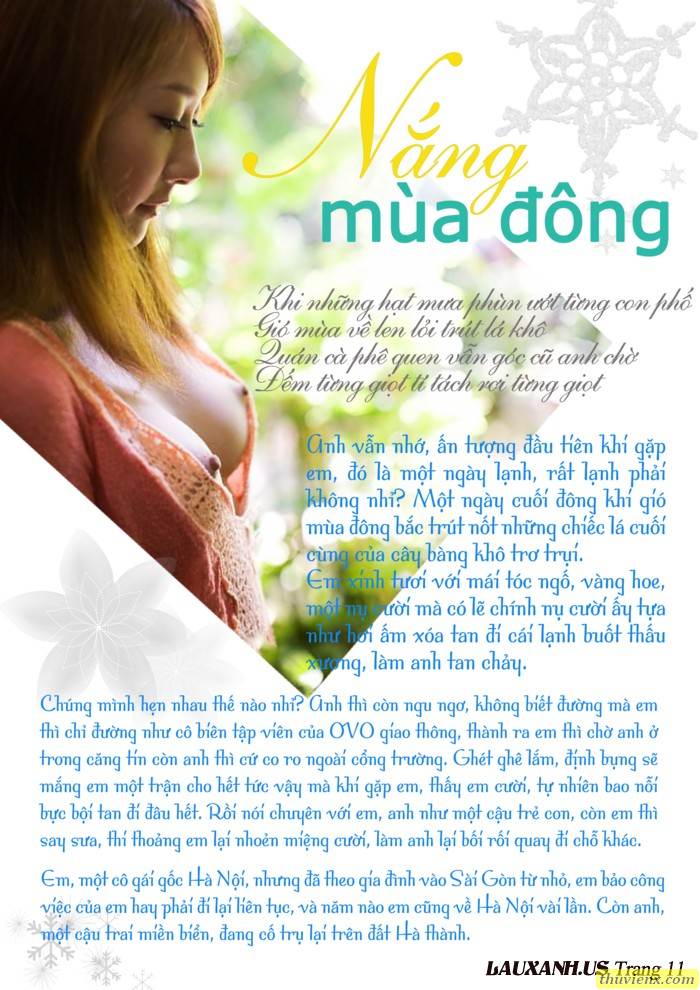 Nắng
mùa đông
Khi những hạt mưa phùn ướt từng con phố
Gió mùa về len lỏi trút lá khô
Quán cà phê quen vẫn góc cũ anh chờ
Đếm từng giọt tí tách rơi từng giọt
Anh vẫn nhớ, ấn tượng đầu tiên khi gặp
em, đó là một ngày lạnh, rất lạnh phải
không nhỉ? Một ngày cuối đông khi gió
mùa đông bắc trút nốt những chiếc lá cuối
cùng của cây bàng khô trơ trụi.
Em xinh tươi với mái tóc ngố, vàng hoe,
một nụ cười mà có lẽ chính nụ cười ấy tựa
như hơi ấm xóa tan đi cái lạnh buốt thấu
xương, làm anh tan chảy.
Chúng mình hẹn nhau thế nào nhỉ? Anh thì còn ngu ngơ, không biết đường mà em
thì chỉ đường như cô biên tập viên của OVO giao thông, thành ra em thì chờ anh ở
trong căng tín còn anh thì cứ co ro ngoài cổng trường. Ghét ghê lắm, định bụng sẽ
mắng em một trận cho hết tức vậy mà khi gặp em, thấy em cười, tự nhiên bao nỗi
bực bội tan đi đâu hết. Rồi nói chuyện với em, anh như một cậu trẻ con, còn em thì
say sưa, thi thoảng em lại nhoẻn miệng cười, làm anh lại bối rối quay đi chỗ khác.
Em, một cô gái gốc Hà Nội, nhưng đã theo gia đình vào Sài Gòn từ nhỏ, em bảo công
việc của em hay phải đi lại liên tục, và năm nào em cũng về Hà Nội vài lần. Còn anh,
một cậu trai miền biển, đang cố trụ lại trên đất Hà thành.
LAUXANH.US Trang 11
thuvienx.com